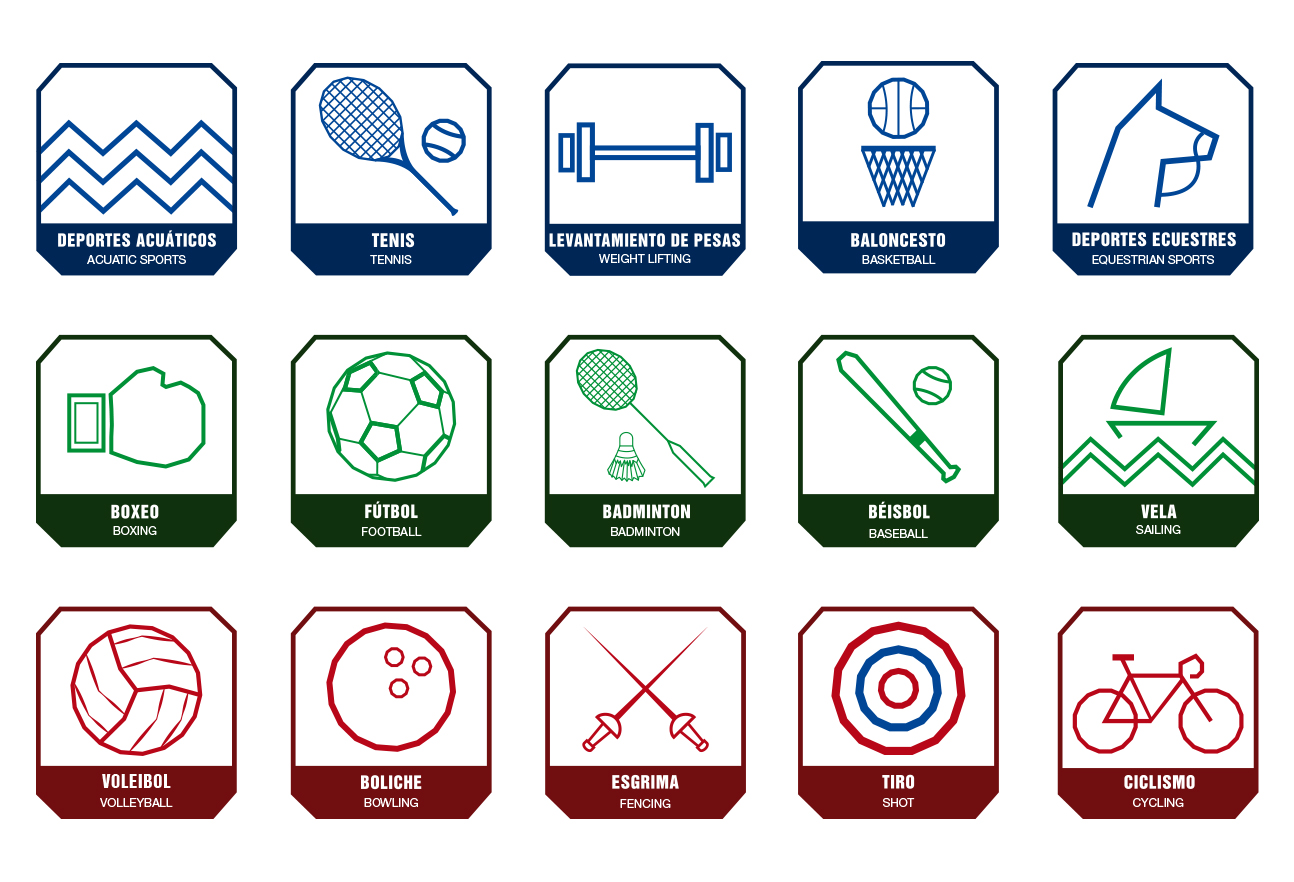 DEPORTES ACUÁTICOS
ACUATIC SPORTS
TENIS
TENNIS
LEVANTAMIENTO DE PESAS
WEIGHT LIFTING
BALONCESTO
BASKETBALL
DEPORTES ECUESTRES
EQUESTRIAN SPORTS
BOXEO
BOXING
FÚTBOL
FOOTBALL
BADMINTON
BADMINTON
BÉISBOL
BASEBALL
VELA
SAILING
VOLEIBOL
VOLLEYBALL
BOLICHE
BOWLING
ESGRIMA
FENCING
TIRO
SHOT
CICLISMO
CYCLING